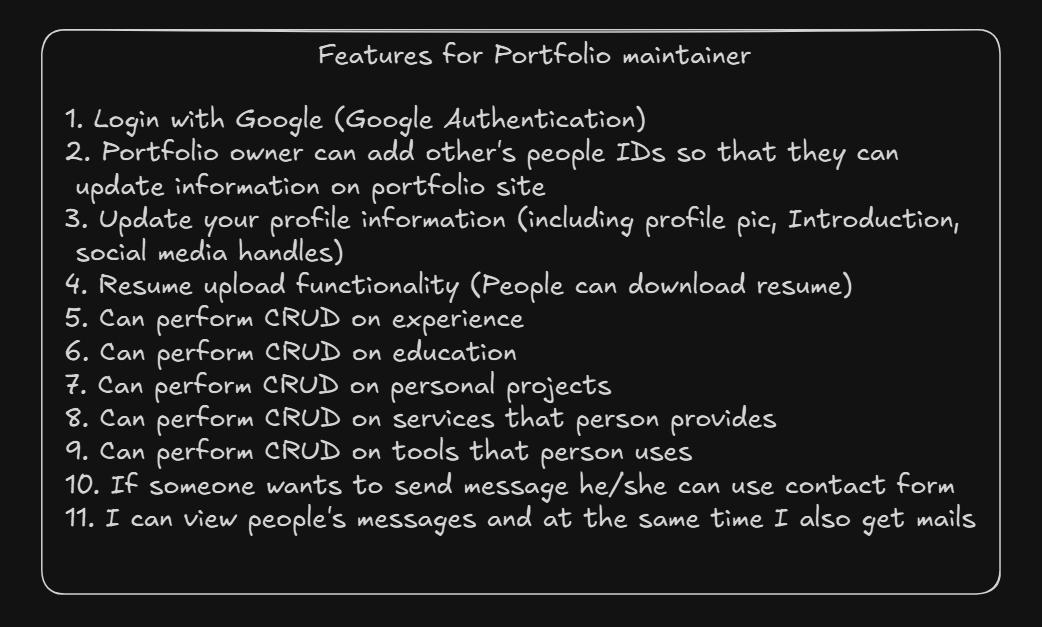 Features for Portfolio maintainer
1. Login with Google (Google Authentication)
2. Portfolio owner can add other's people IDs so that they can
update information on portfolio site
3. Update your profile information (including profile pic, Introduction,
social media handles)
4. Resume upload functionality (People can download resume)
5. Can perform CRUD on experience
6. Can perform CRUD on education
7. Can perform CRUD on personal projects
8. Can perform CRUD on services that person provides
9. Can perform CRUD on tools that person uses
10. If someone wants to send message he/she can use contact form
11. I can view people's messages and at the same time I also get mails